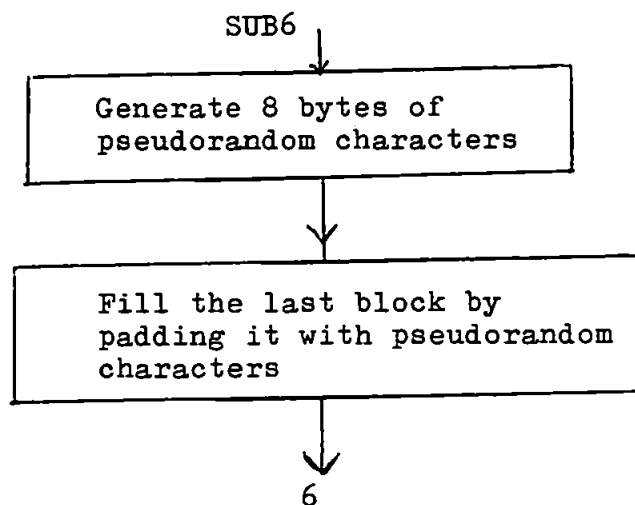 SUB6
Generate 8 bytes of
pseudorandom characters
Fill the last block by
padding it with pseudorandom
characters
6